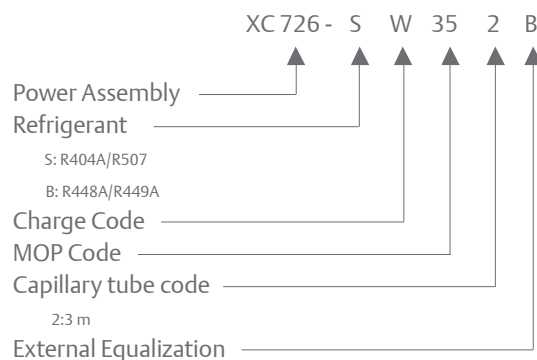 XC 726 - S W 35 2 B
Power Assembly
Refrigerant
S: R404A/R507
B: R448A/R449A
Charge Code
MOP Code
Capillary tube code
2:3 m
External Equalization